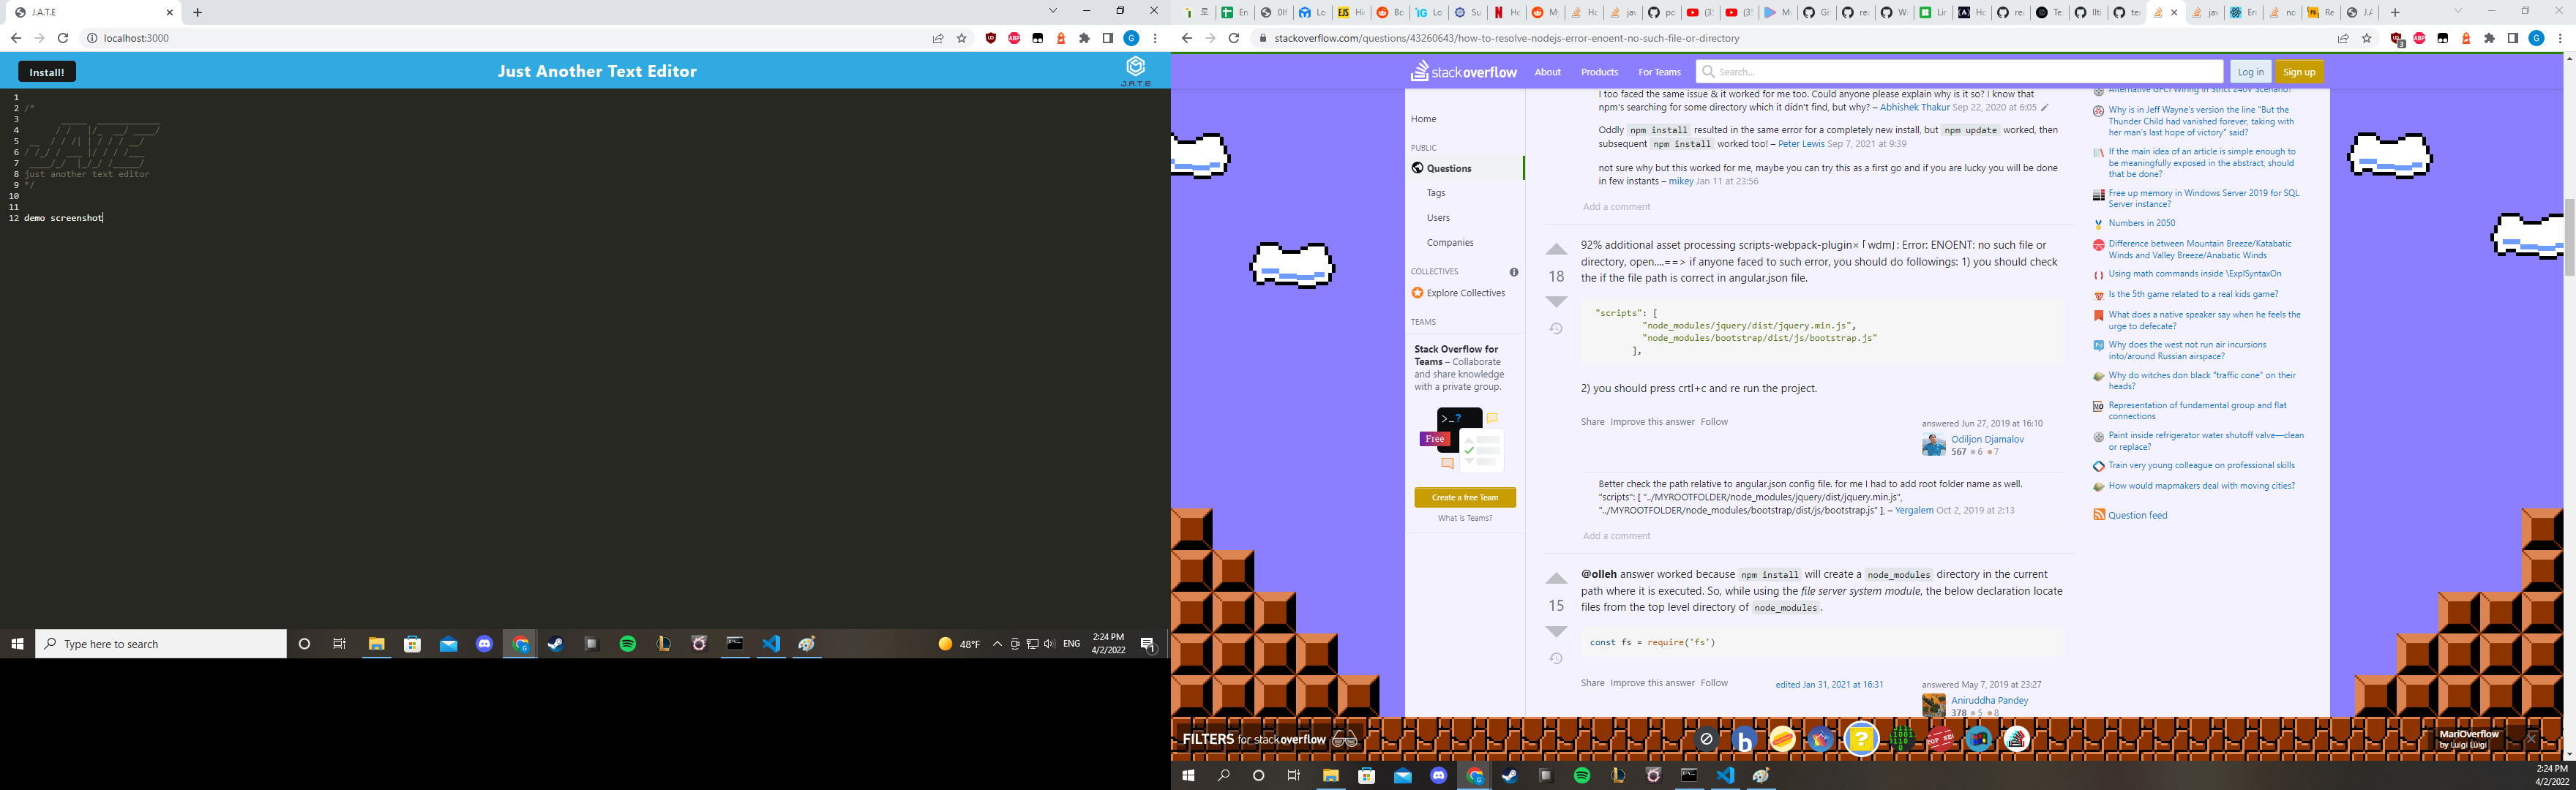 J.A.T.E
localhost:3000
Install!
Just Another Text Editor
J.A.T.E
1
2 /*
3
4
5
6
7
8 just another text editor
9 */
10
11
12 demo screenshot
Type here to search
48°F
ENG
2:24 PM
4/2/2022
stackoverflow.com/questions/43260643/how-to-resolve-nodejs-error-enoent-no-such-file-or-directory
stackoverflow
About
Products
For Teams
Search...
Log in
Sign up
Home
PUBLIC
Questions
Tags
Users
Companies
COLLECTIVES
Explore Collectives
TEAMS
Stack Overflow for
Teams – Collaborate
and share knowledge
with a private group.
>_?
Free
Create a free Team
What is Teams?
I too faced the same issue & it worked for me too. Could anyone please explain why is it so? I know that
npm's searching for some directory which it didn't find, but why? – Abhishek Thakur Sep 22, 2020 at 6:05
Oddly npm install resulted in the same error for a completely new install, but npm update worked, then
subsequent npm install worked too! – Peter Lewis Sep 7, 2021 at 9:39
not sure why but this worked for me, maybe you can try this as a first go and if you are lucky you will be done
in few instants – mikey Jan 11 at 23:56
Add a comment
18
92% additional asset processing scripts-webpack-plugin× ｢wdm｣: Error: ENOENT: no such file or
directory, open....==> if anyone faced to such error, you should do followings: 1) you should check
the if the file path is correct in angular.json file.
"scripts": [
"node_modules/jquery/dist/jquery.min.js",
"node_modules/bootstrap/dist/js/bootstrap.js"
],
2) you should press crtl+c and re run the project.
Share Improve this answer Follow
answered Jun 27, 2019 at 16:10
Odiljon Djamalov
567 6 7
Better check the path relative to angular.json config file. for me I had to add root folder name as well.
"scripts": [ "../MYROOTFOLDER/node_modules/jquery/dist/jquery.min.js",
"../MYROOTFOLDER/node_modules/bootstrap/dist/js/bootstrap.js" ], – Yergalem Oct 2, 2019 at 2:13
Add a comment
15
@olleh answer worked because npm install will create a node_modules directory in the current
path where it is executed. So, while using the file server system module, the below declaration locate
files from the top level directory of node_modules .
const fs = require('fs')
Share Improve this answer Follow
edited Jan 31, 2021 at 16:31
answered May 7, 2019 at 23:27
Aniruddha Pandey
378 5 8
Alternative GFCI Wiring in Strict 240V Scenario?
Why is in Jeff Wayne's version the line "But the
Thunder Child had vanished forever, taking with
her man's last hope of victory" said?
If the main idea of an article is simple enough to
be meaningfully exposed in the abstract, should
that be done?
Free up memory in Windows Server 2019 for SQL
Server instance?
Numbers in 2050
Difference between Mountain Breeze/Katabatic
Winds and Valley Breeze/Anabatic Winds
Using math commands inside \ExplSyntaxOn
Is the 5th game related to a real kids game?
What does a native speaker say when he feels the
urge to defecate?
Why does the west not run air incursions
into/around Russian airspace?
Why do witches don black "traffic cone" on their
heads?
Representation of fundamental group and flat
connections
Paint inside refrigerator water shutoff valve—clean
or replace?
Train very young colleague on professional skills
How would mapmakers deal with moving cities?
Question feed
FILTERS for stackoverflow
MariOverflow
by Luigi Luigi
2:24 PM
4/2/2022